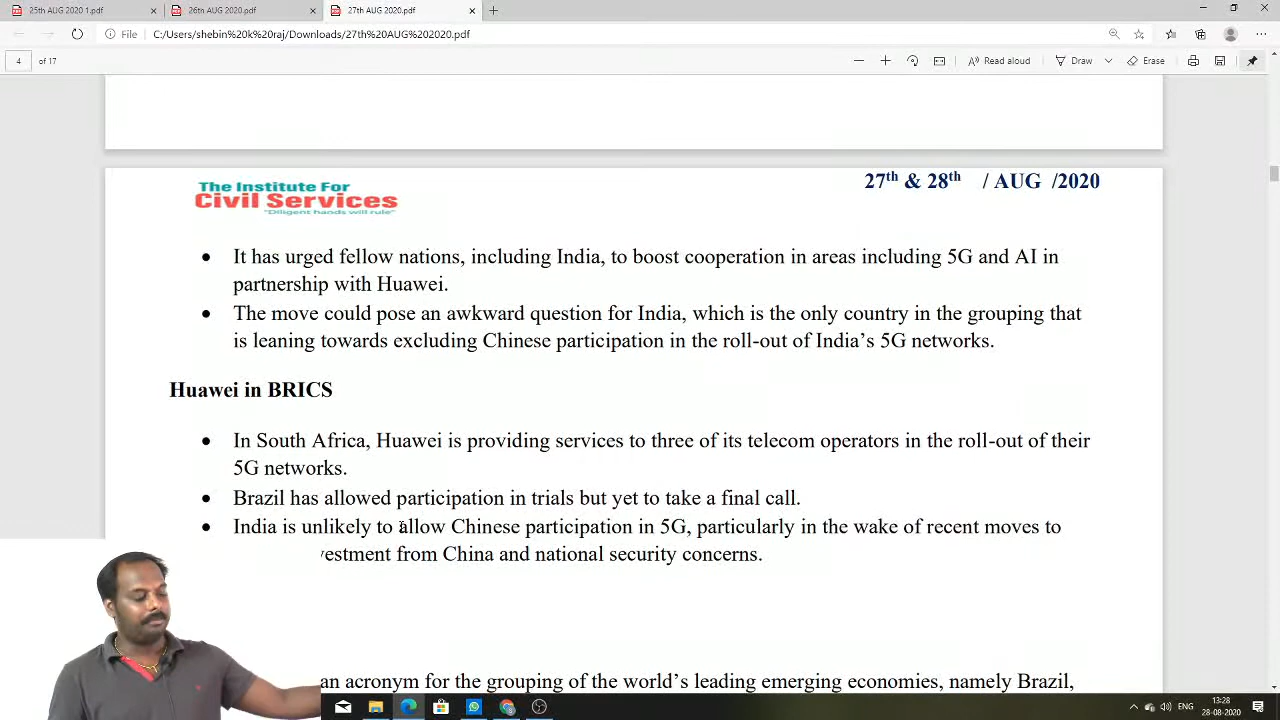 25th AUG 2020 1.pdf
26th AUG 2020.pdf
27th AUG 2020.pdf
File
C:/Users/shebin%20k%20raj/Downloads/27th%20AUG%202020.pdf
4 of 17
Read aloud
Draw
Erase
The Institute For
Civil Services
"Diligent hands will rule"
27th & 28th / AUG /2020
• It has urged fellow nations, including India, to boost cooperation in areas including 5G and AI in
partnership with Huawei.
• The move could pose an awkward question for India, which is the only country in the grouping that
is leaning towards excluding Chinese participation in the roll-out of India's 5G networks.
Huawei in BRICS
• In South Africa, Huawei is providing services to three of its telecom operators in the roll-out of their
5G networks.
• Brazil has allowed participation in trials but yet to take a final call.
• India is unlikely to allow Chinese participation in 5G, particularly in the wake of recent moves to
vestment from China and national security concerns.
an acronym for the grouping of the world's leading emerging economies, namely Brazil,
ENG
13:28
28-08-2020